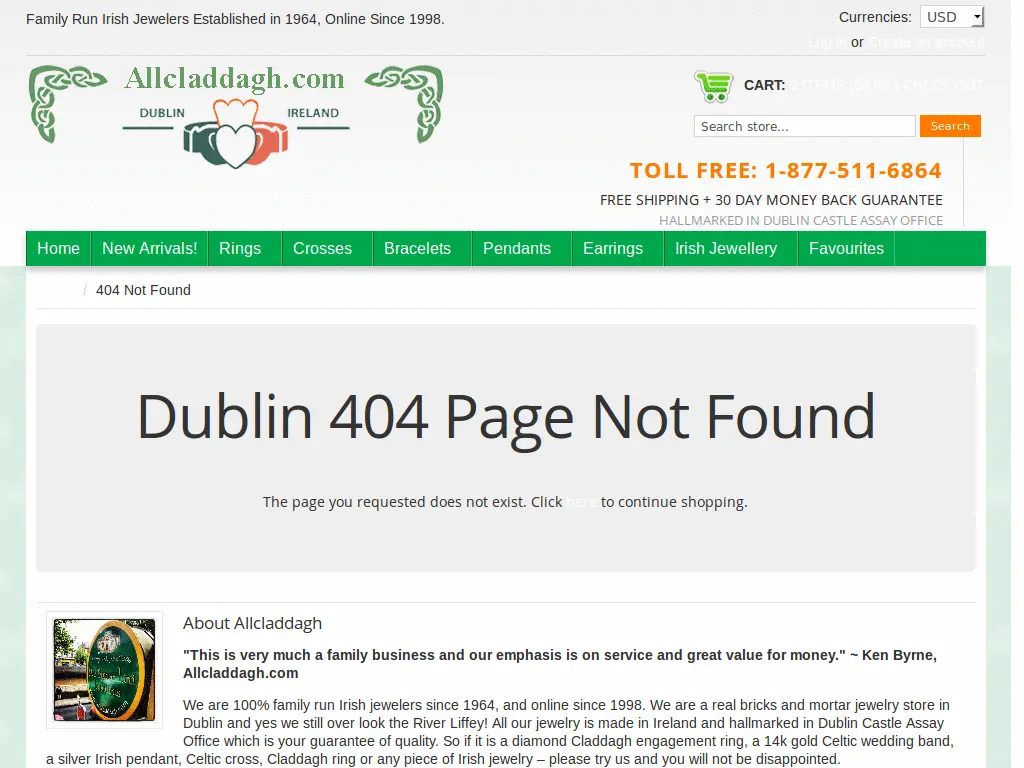 Family Run Irish Jewelers Established in 1964, Online Since 1998.
Currencies: USD
Log in or Create an account
Allcladdagh.com
DUBLIN IRELAND
CART: 0 ITEMS ($0.00) CHECK OUT
Search store... Search
TOLL FREE: 1-877-511-6864
FREE SHIPPING + 30 DAY MONEY BACK GUARANTEE
HALLMARKED IN DUBLIN CASTLE ASSAY OFFICE
Home New Arrivals! Rings Crosses Bracelets Pendants Earrings Irish Jewellery Favourites
/ 404 Not Found
Dublin 404 Page Not Found
The page you requested does not exist. Click here to continue shopping.
About Allcladdagh
"This is very much a family business and our emphasis is on service and great value for money." ~ Ken Byrne,
Allcladdagh.com
We are 100% family run Irish jewelers since 1964, and online since 1998. We are a real bricks and mortar jewelry store in
Dublin and yes we still over look the River Liffey! All our jewelry is made in Ireland and hallmarked in Dublin Castle Assay
Office which is your guarantee of quality. So if it is a diamond Claddagh engagement ring, a 14k gold Celtic wedding band,
a silver Irish pendant, Celtic cross, Claddagh ring or any piece of Irish jewelry – please try us and you will not be disappointed.